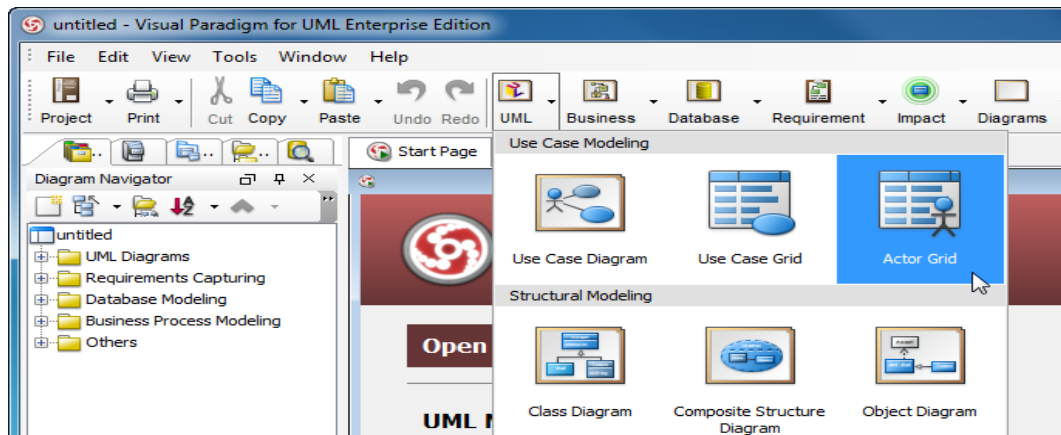 untitled - Visual Paradigm for UML Enterprise Edition
File Edit View Tools Window Help
Project Print Cut Copy Paste Undo Redo UML Business Database Requirement Impact Diagrams
Start Page
Diagram Navigator
untitled
UML Diagrams
Requirements Capturing
Database Modeling
Business Process Modeling
Others
Use Case Modeling
Use Case Diagram Use Case Grid Actor Grid
Structural Modeling
Class Diagram Composite Structure Diagram Object Diagram
Open
UML